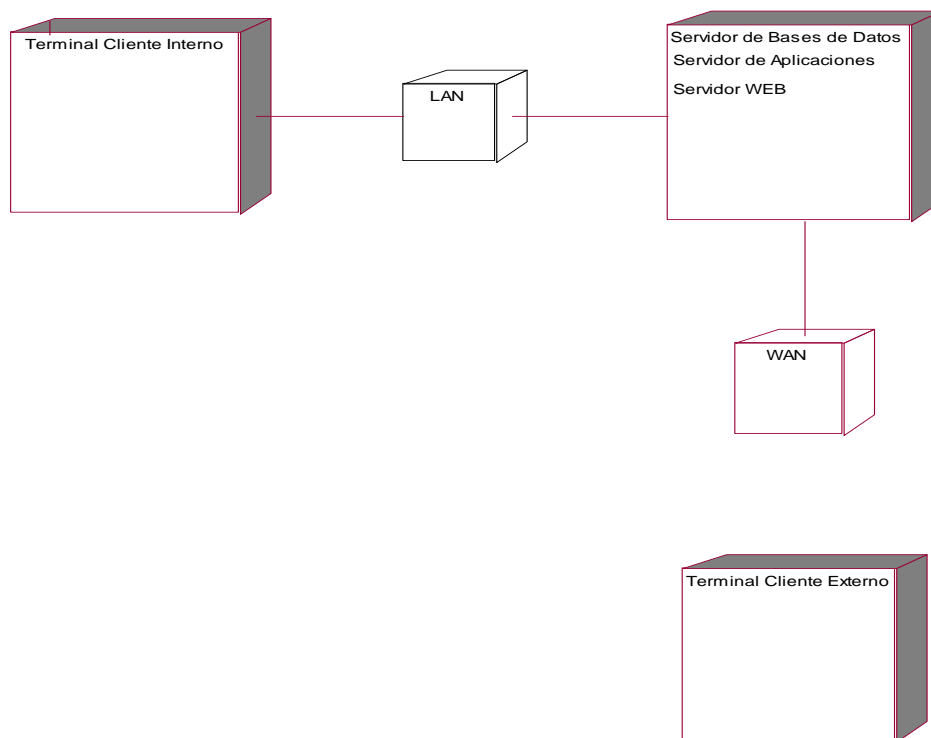 Terminal Cliente Interno
LAN
Servidor de Bases de Datos
Servidor de Aplicaciones
Servidor WEB
WAN
Terminal Cliente Externo